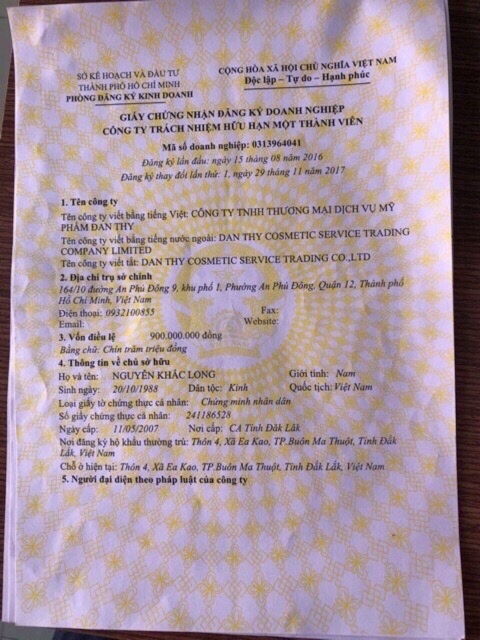 SỞ KẾ HOẠCH VÀ ĐẦU TƯ
THÀNH PHỐ HỒ CHÍ MINH
PHÒNG ĐĂNG KÝ KINH DOANH
CỘNG HÒA XÃ HỘI CHỦ NGHĨA VIỆT NAM
Độc lập – Tự do – Hạnh phúc
GIẤY CHỨNG NHẬN ĐĂNG KÝ DOANH NGHIỆP
CÔNG TY TRÁCH NHIỆM HỮU HẠN MỘT THÀNH VIÊN
Mã số doanh nghiệp: 0313964041
Đăng ký lần đầu: ngày 15 tháng 08 năm 2016
Đăng ký thay đổi lần thứ: 1, ngày 29 tháng 11 năm 2017
1. Tên công ty
Tên công ty viết bằng tiếng Việt: CÔNG TY TNHH THƯƠNG MẠI DỊCH VỤ MỸ
PHẨM ĐAN THY
Tên công ty viết bằng tiếng nước ngoài: DAN THY COSMETIC SERVICE TRADING
COMPANY LIMITED
Tên công ty viết tắt: DAN THY COSMETIC SERVICE TRADING CO.,LTD
2. Địa chỉ trụ sở chính
164/10 đường An Phú Đông 9, khu phố 1, Phường An Phú Đông, Quận 12, Thành phố
Hồ Chí Minh, Việt Nam
Điện thoại: 0932100855 Fax:
Email: Website:
3. Vốn điều lệ 900.000.000 đồng
Bằng chữ: Chín trăm triệu đồng
4. Thông tin về chủ sở hữu
Họ và tên: NGUYỄN KHẮC LONG Giới tính: Nam
Sinh ngày: 20/10/1988 Dân tộc: Kinh Quốc tịch: Việt Nam
Loại giấy tờ chứng thực cá nhân: Chứng minh nhân dân
Số giấy chứng thực cá nhân: 241186528
Ngày cấp: 11/05/2007 Nơi cấp: CA Tỉnh Đăk Lăk
Nơi đăng ký hộ khẩu thường trú: Thôn 4, Xã Ea Kao, TP.Buôn Ma Thuột, Tỉnh Đắk
Lắk, Việt Nam
Chỗ ở hiện tại: Thôn 4, Xã Ea Kao, TP.Buôn Ma Thuột, Tỉnh Đắk Lắk, Việt Nam
5. Người đại diện theo pháp luật của công ty